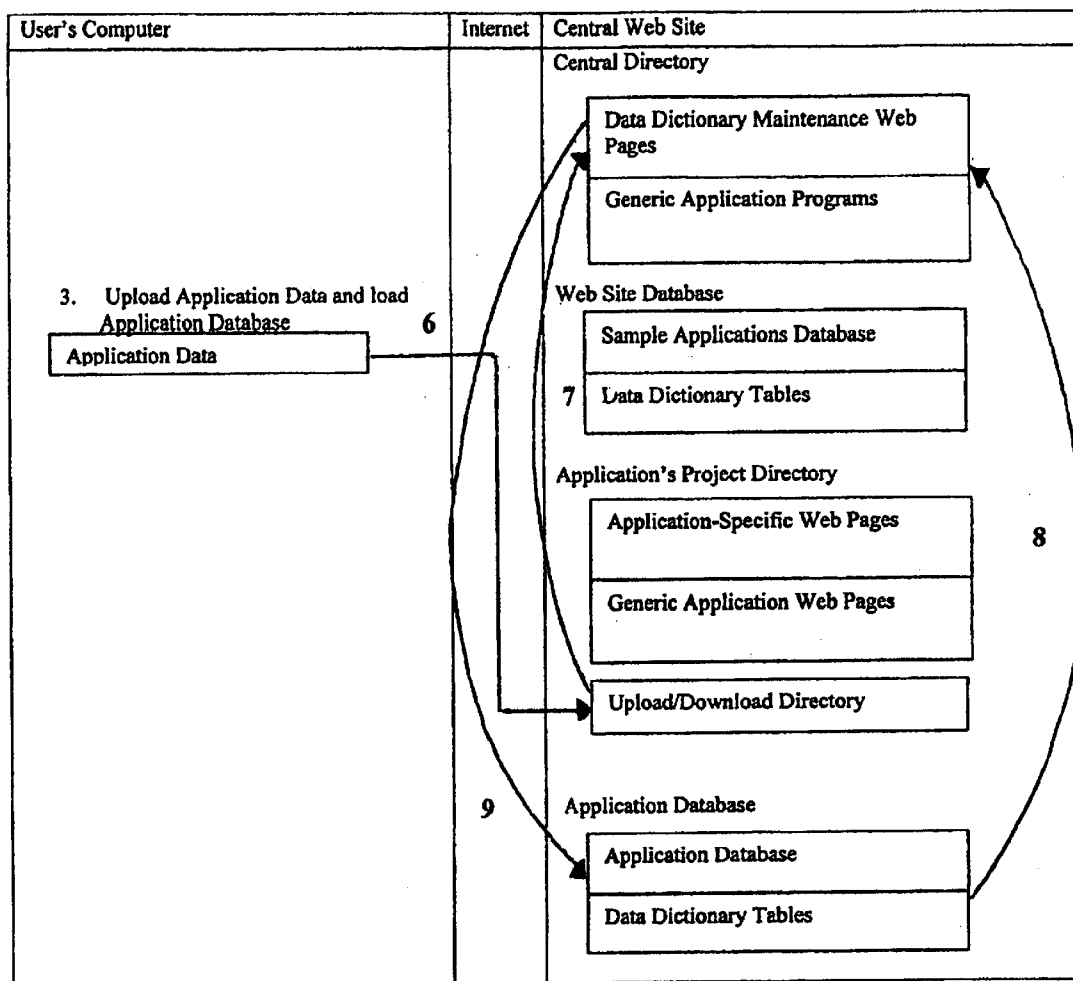 User's Computer
Internet
Central Web Site
Central Directory
Data Dictionary Maintenance Web
Pages
Generic Application Programs
3. Upload Application Data and load
Application Database
6
Application Data
Web Site Database
Sample Applications Database
7
Data Dictionary Tables
Application's Project Directory
Application-Specific Web Pages
8
Generic Application Web Pages
Upload/Download Directory
9
Application Database
Application Database
Data Dictionary Tables